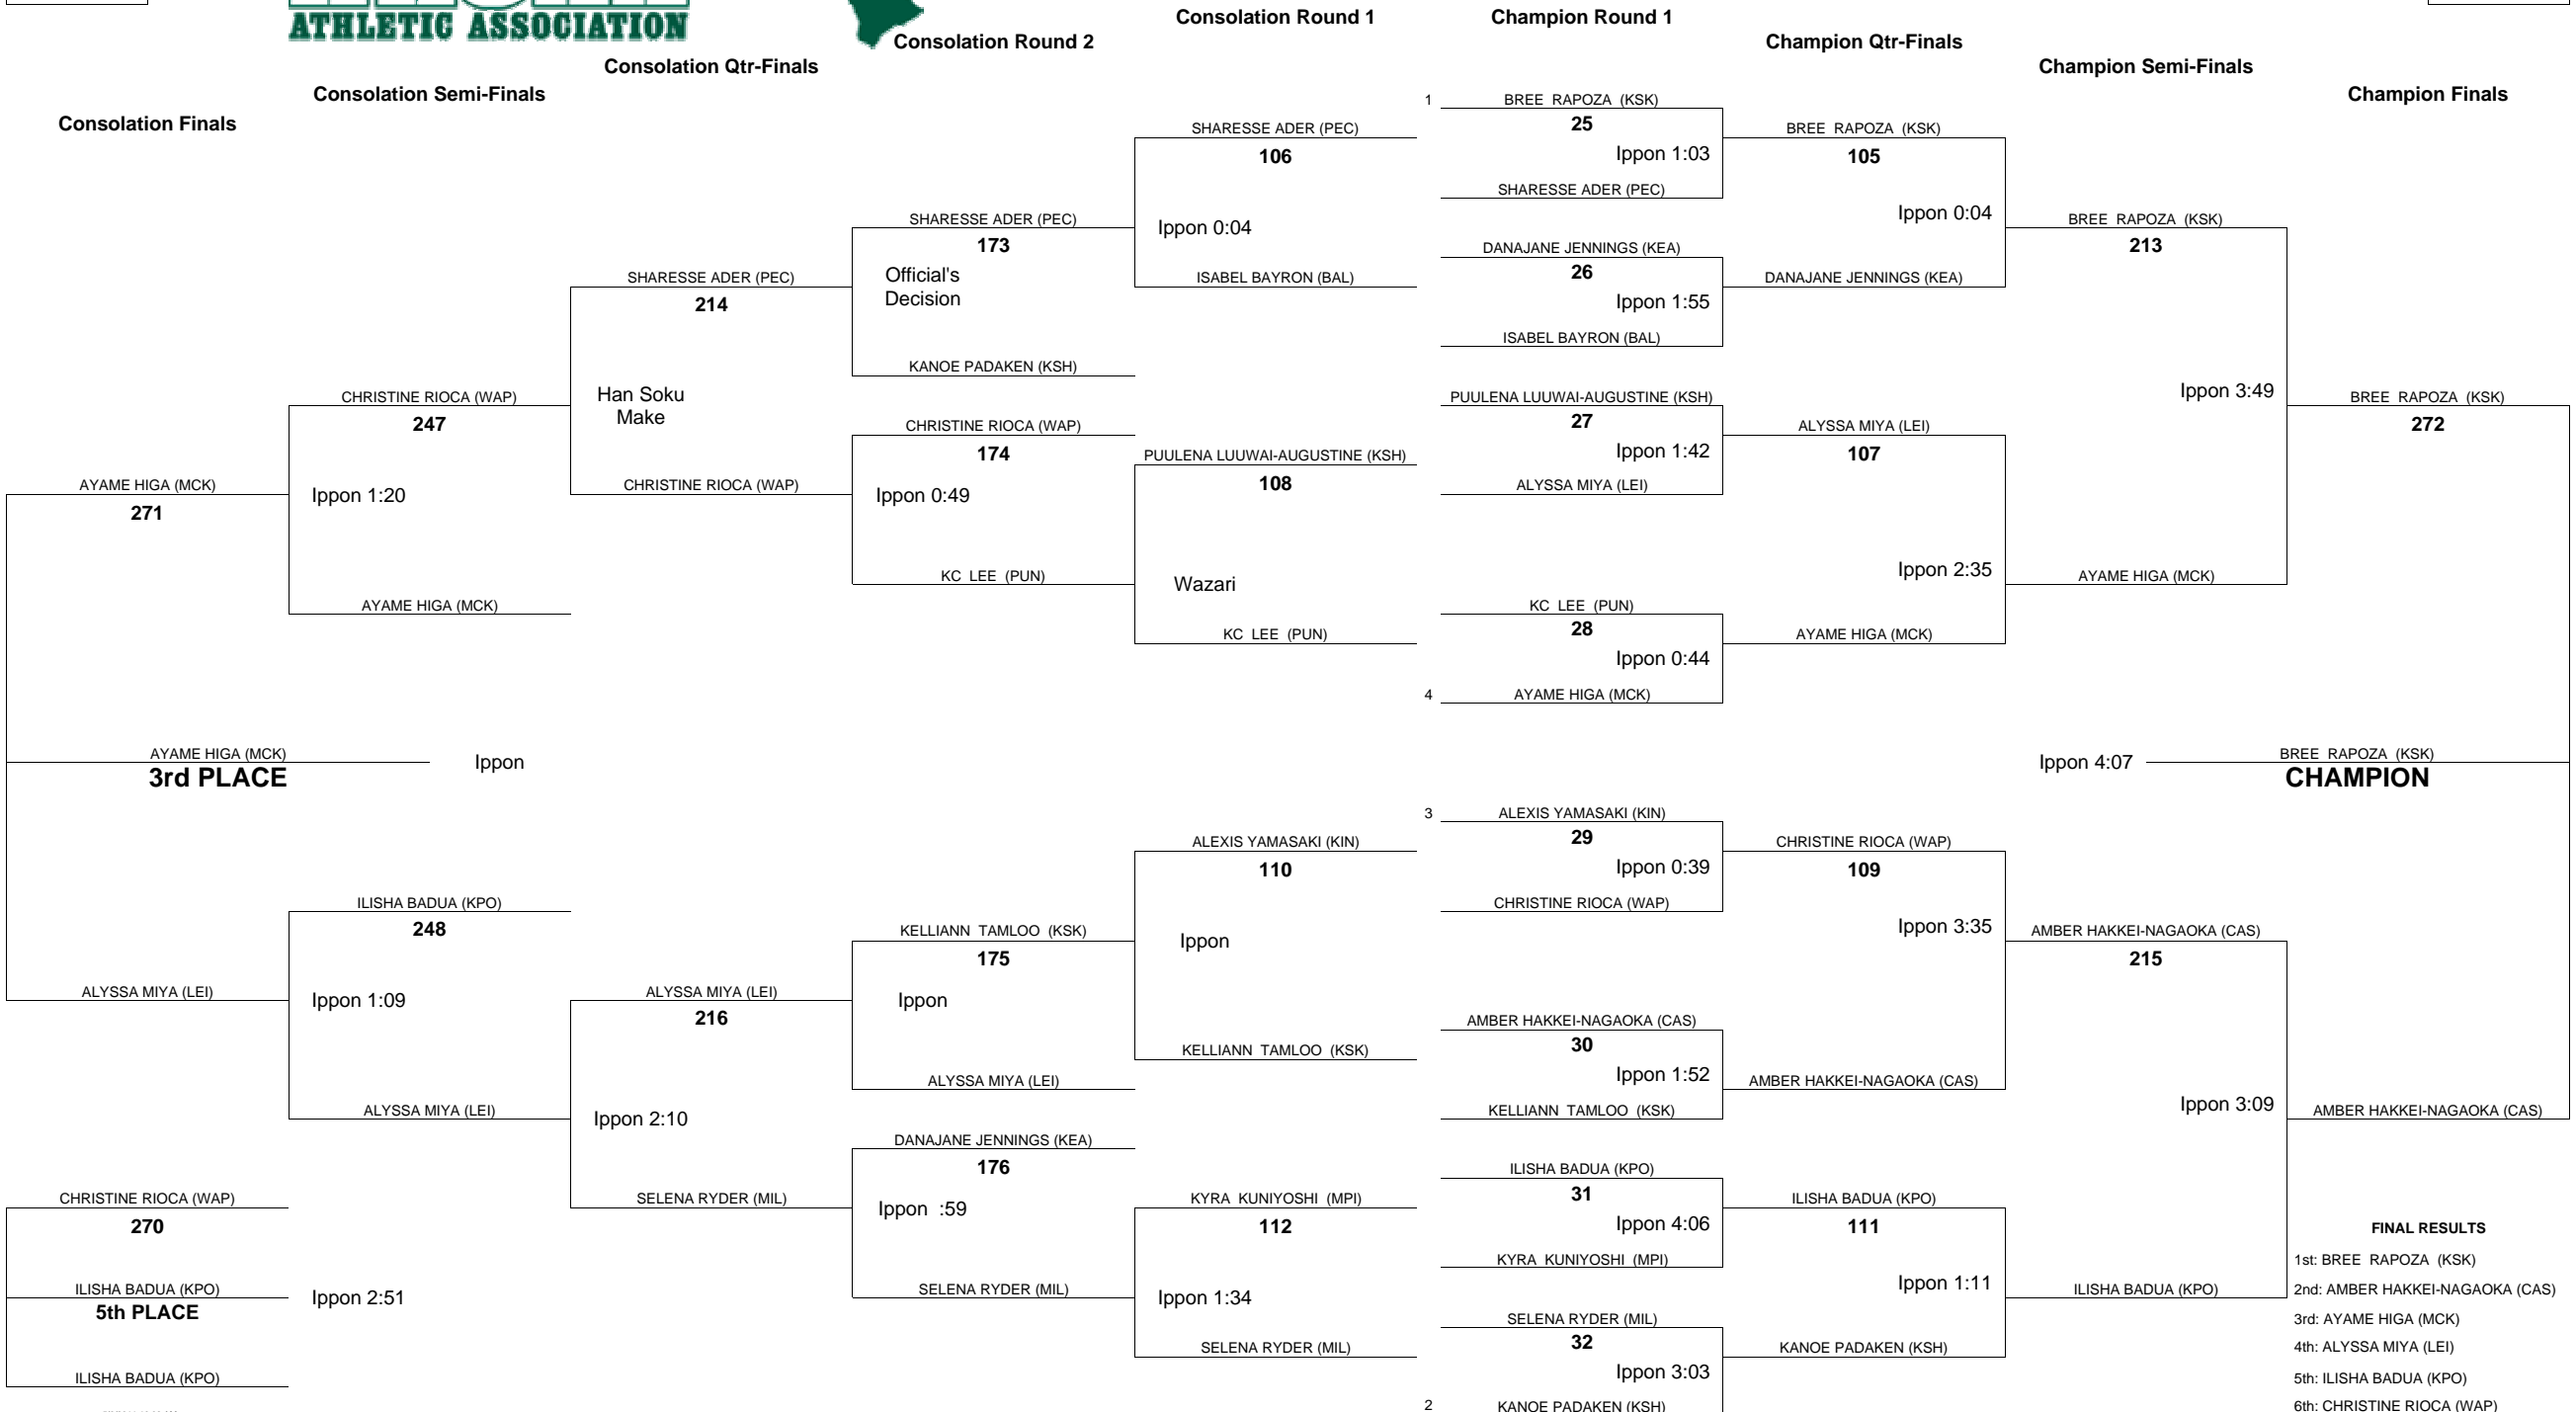 ATHLETIC ASSOCIATION
Consolation Round 1
Champion Round 1
Consolation Round 2
Champion Qtr-Finals
Consolation Qtr-Finals
Champion Semi-Finals
Consolation Semi-Finals
Champion Finals
Consolation Finals
AYAME HIGA (MCK)
271
AYAME HIGA (MCK)
3rd PLACE
Ippon
ALYSSA MIYA (LEI)
CHRISTINE RIOCA (WAP)
270
ILISHA BADUA (KPO)
5th PLACE
Ippon 2:51
ILISHA BADUA (KPO)
CHRISTINE RIOCA (WAP)
247
Ippon 1:20
AYAME HIGA (MCK)
ILISHA BADUA (KPO)
248
Ippon 1:09
ALYSSA MIYA (LEI)
SHARESSE ADER (PEC)
214
Han Soku
Make
CHRISTINE RIOCA (WAP)
ALYSSA MIYA (LEI)
216
Ippon 2:10
SELENA RYDER (MIL)
SHARESSE ADER (PEC)
173
Official's
Decision
KANOE PADAKEN (KSH)
CHRISTINE RIOCA (WAP)
174
Ippon 0:49
KC LEE (PUN)
KELLIANN TAMLOO (KSK)
175
Ippon
ALYSSA MIYA (LEI)
DANAJANE JENNINGS (KEA)
176
Ippon :59
SELENA RYDER (MIL)
SHARESSE ADER (PEC)
106
Ippon 0:04
ISABEL BAYRON (BAL)
PUULENA LUUWAI-AUGUSTINE (KSH)
108
Wazari
KC LEE (PUN)
ALEXIS YAMASAKI (KIN)
110
Ippon
KELLIANN TAMLOO (KSK)
KYRA KUNIYOSHI (MPI)
112
Ippon 1:34
SELENA RYDER (MIL)
1 BREE RAPOZA (KSK)
25
Ippon 1:03
SHARESSE ADER (PEC)
DANAJANE JENNINGS (KEA)
26
Ippon 1:55
ISABEL BAYRON (BAL)
PUULENA LUUWAI-AUGUSTINE (KSH)
27
Ippon 1:42
ALYSSA MIYA (LEI)
KC LEE (PUN)
28
Ippon 0:44
4 AYAME HIGA (MCK)
3 ALEXIS YAMASAKI (KIN)
29
Ippon 0:39
CHRISTINE RIOCA (WAP)
AMBER HAKKEI-NAGAOKA (CAS)
30
Ippon 1:52
KELLIANN TAMLOO (KSK)
ILISHA BADUA (KPO)
31
Ippon 4:06
KYRA KUNIYOSHI (MPI)
SELENA RYDER (MIL)
32
Ippon 3:03
2 KANOE PADAKEN (KSH)
BREE RAPOZA (KSK)
105
Ippon 0:04
DANAJANE JENNINGS (KEA)
ALYSSA MIYA (LEI)
107
Ippon 2:35
AYAME HIGA (MCK)
CHRISTINE RIOCA (WAP)
109
Ippon 3:35
AMBER HAKKEI-NAGAOKA (CAS)
ILISHA BADUA (KPO)
111
Ippon 1:11
KANOE PADAKEN (KSH)
BREE RAPOZA (KSK)
213
Ippon 3:49
AYAME HIGA (MCK)
AMBER HAKKEI-NAGAOKA (CAS)
215
Ippon 3:09
ILISHA BADUA (KPO)
BREE RAPOZA (KSK)
272
Ippon 4:07
BREE RAPOZA (KSK)
CHAMPION
AMBER HAKKEI-NAGAOKA (CAS)
FINAL RESULTS
1st: BREE RAPOZA (KSK)
2nd: AMBER HAKKEI-NAGAOKA (CAS)
3rd: AYAME HIGA (MCK)
4th: ALYSSA MIYA (LEI)
5th: ILISHA BADUA (KPO)
6th: CHRISTINE RIOCA (WAP)